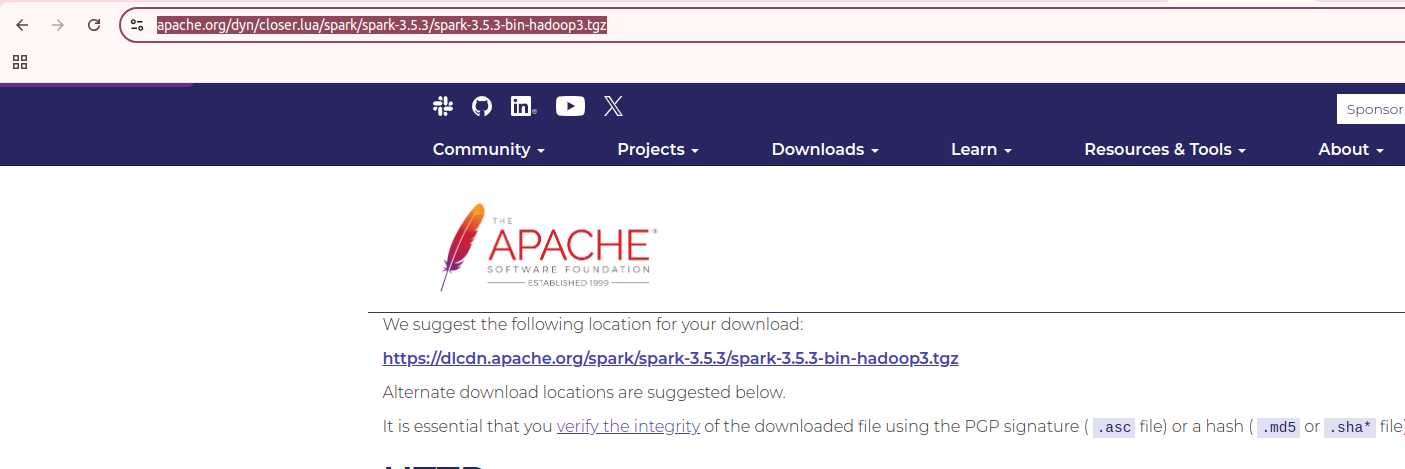 apache.org/dyn/closer.lua/spark/spark-3.5.3/spark-3.5.3-bin-hadoop3.tgz
in®
Sponsor
Community Projects Downloads Learn Resources & Tools About
THE
APACHE®
SOFTWARE FOUNDATION
ESTABLISHED 1999
We suggest the following location for your download:
https://dlcdn.apache.org/spark/spark-3.5.3/spark-3.5.3-bin-hadoop3.tgz
Alternate download locations are suggested below.
It is essential that you verify the integrity of the downloaded file using the PGP signature ( .asc file) or a hash ( .md5 or .sha* file)